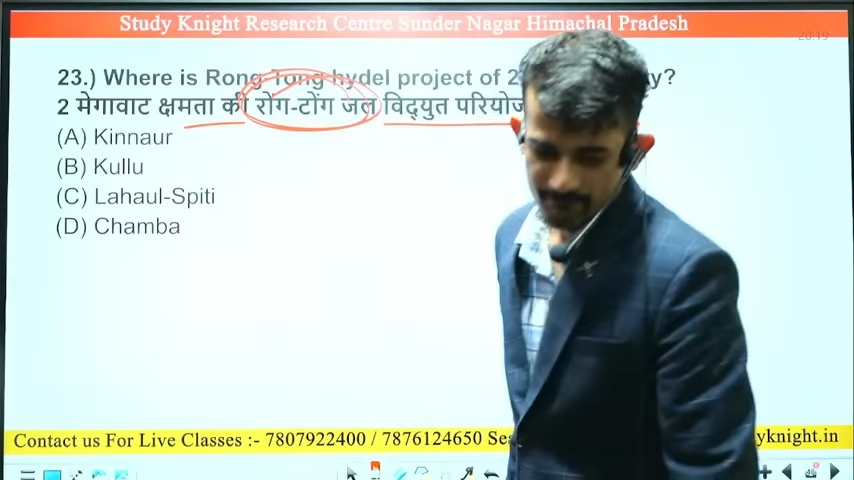 Study Knight Research Centre Sunder Nagar Himachal Pradesh
20:19
23.) Where is Rong-Tong hydel project of 2
2 मेगावाट क्षमता की रोंग-टोंग जल विद्युत
(A) Kinnaur
(B) Kullu
(C) Lahaul-Spiti
(D) Chamba
Contact us For Live Classes :- 7807922400 / 7876124650 yknight.in